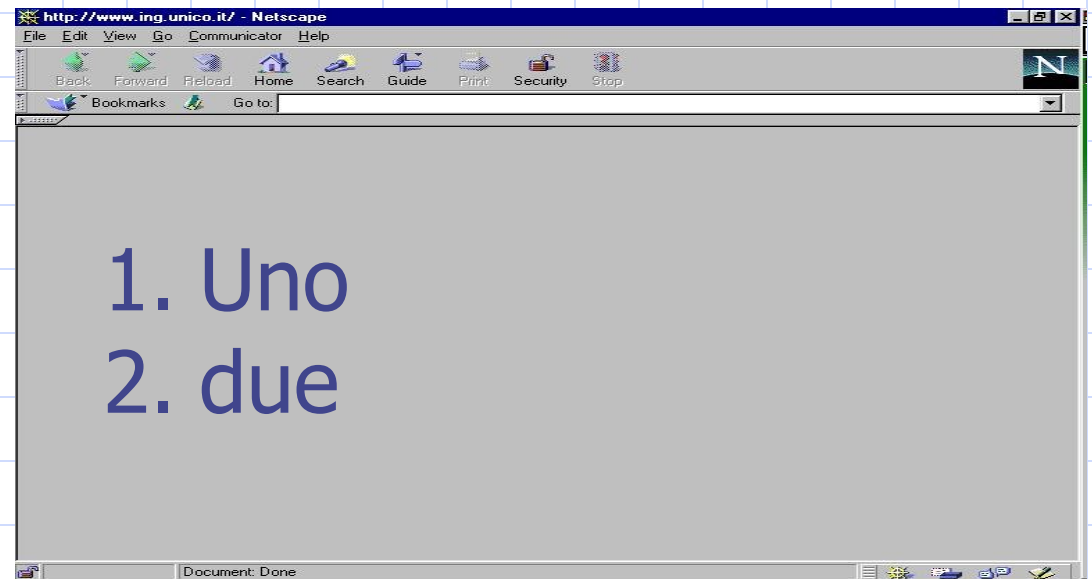 http://www.ing.unico.it/ - Netscape
File Edit View Go Communicator Help
Back Forward Reload Home Search Guide Print Security Stop
N
Bookmarks Go to:
1. Uno
2. due
Document: Done